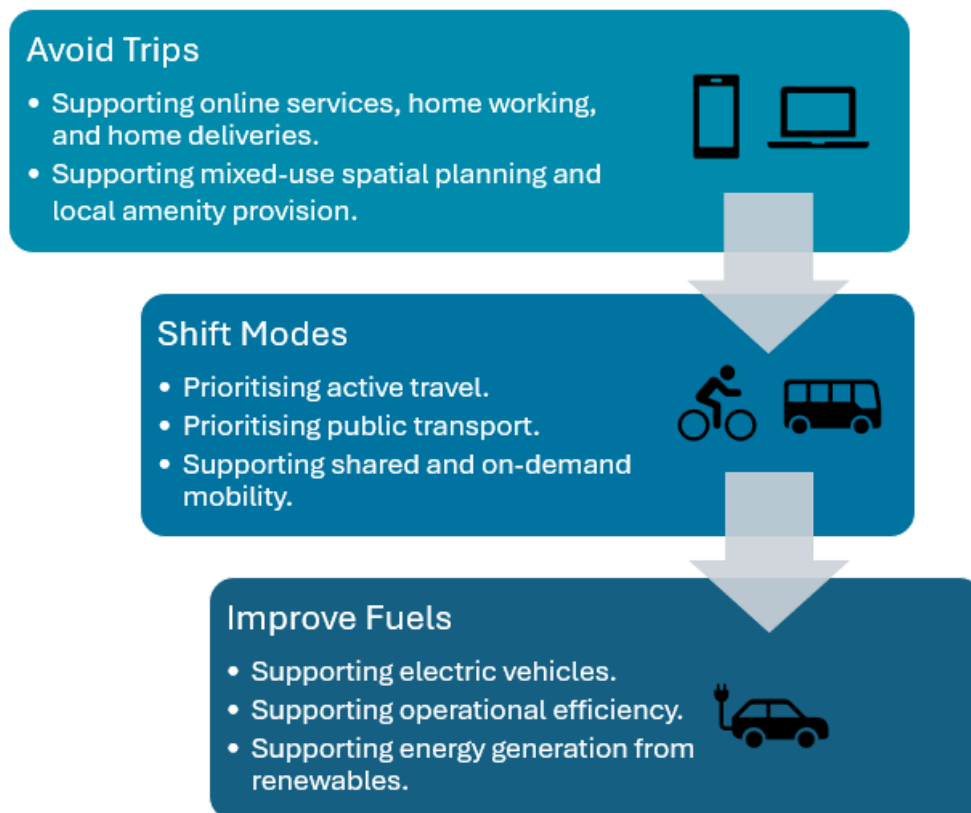 Avoid Trips
• Supporting online services, home working,
and home deliveries.
• Supporting mixed-use spatial planning and
local amenity provision.
Shift Modes
• Prioritising active travel.
• Prioritising public transport.
• Supporting shared and on-demand
mobility.
Improve Fuels
• Supporting electric vehicles.
• Supporting operational efficiency.
• Supporting energy generation from
renewables.